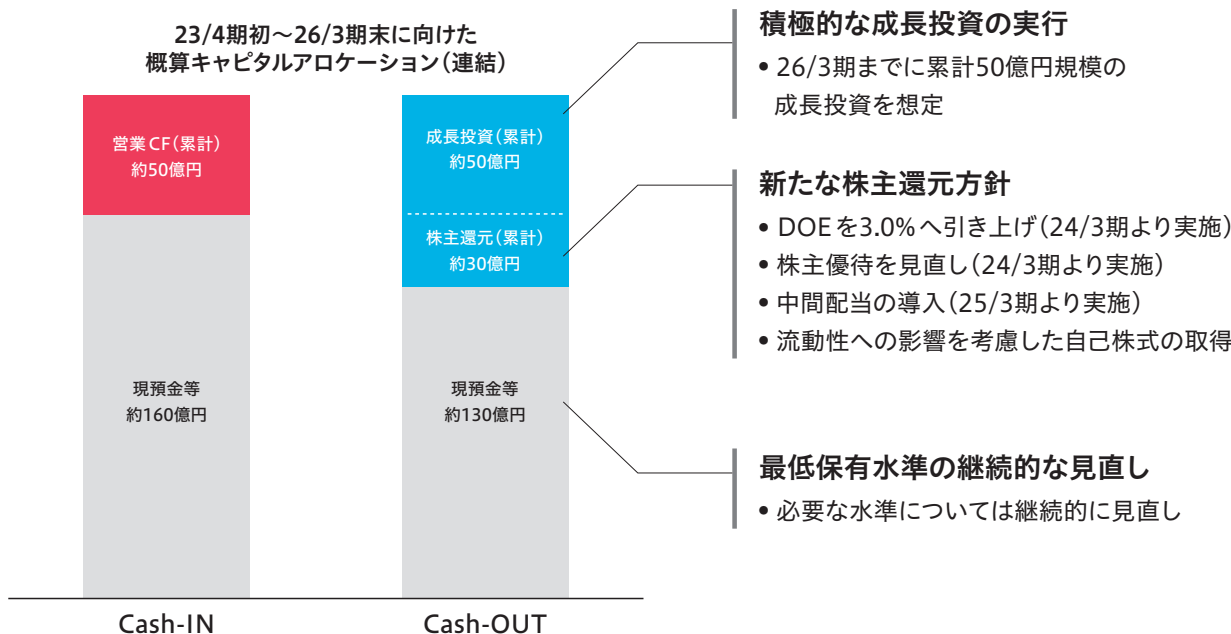 23/4期初～26/3期末に向けた
概算キャピタルアロケーション（連結）
営業CF（累計）
約50億円
現預金等
約160億円
Cash-IN
成長投資（累計）
約50億円
株主還元（累計）
約30億円
現預金等
約130億円
Cash-OUT
積極的な成長投資の実行
• 26/3期までに累計50億円規模の
成長投資を想定
新たな株主還元方針
• DOEを3.0%へ引き上げ（24/3期より実施）
• 株主優待を見直し（24/3期より実施）
• 中間配当の導入（25/3期より実施）
• 流動性への影響を考慮した自己株式の取得
最低保有水準の継続的な見直し
• 必要な水準については継続的に見直し